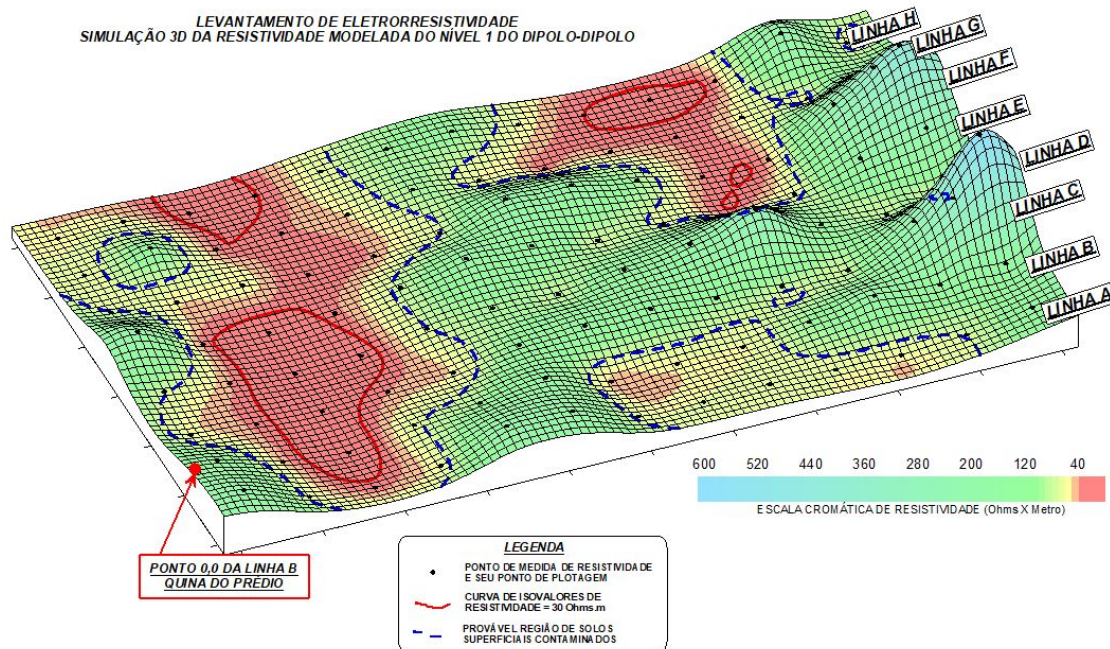 LEVANTAMENTO DE ELETRORRESISTIVIDADE
SIMULAÇÃO 3D DA RESISTIVIDADE MODELADA DO NÍVEL 1 DO DIPOLO-DIPOLO
LINHA H
LINHA G
LINHA F
LINHA E
LINHA D
LINHA C
LINHA B
LINHA A
600 520 440 360 280 200 120 40
ESCALA CROMÁTICA DE RESISTIVIDADE (Ohms X Metro)
PONTO 0,0 DA LINHA B
QUINA DO PRÉDIO
LEGENDA
PONTO DE MEDIDA DE RESISTIVIDADE
E SEU PONTO DE PLOTAGEM
CURVA DE ISOVALORES DE
RESISTIVIDADE = 30 Ohms.m
PROVÁVEL REGIÃO DE SOLOS
SUPERFICIAIS CONTAMINADOS